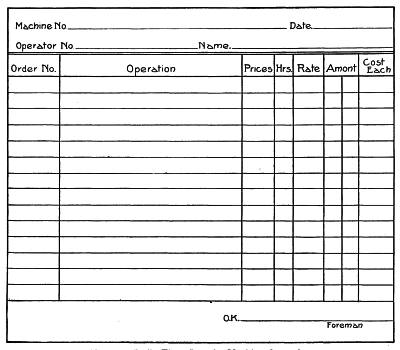 Machine No. Date
Operator No. Name.
Order No. Operation Prices Hrs. Rate Amont Cost Each
O.K.
Foreman